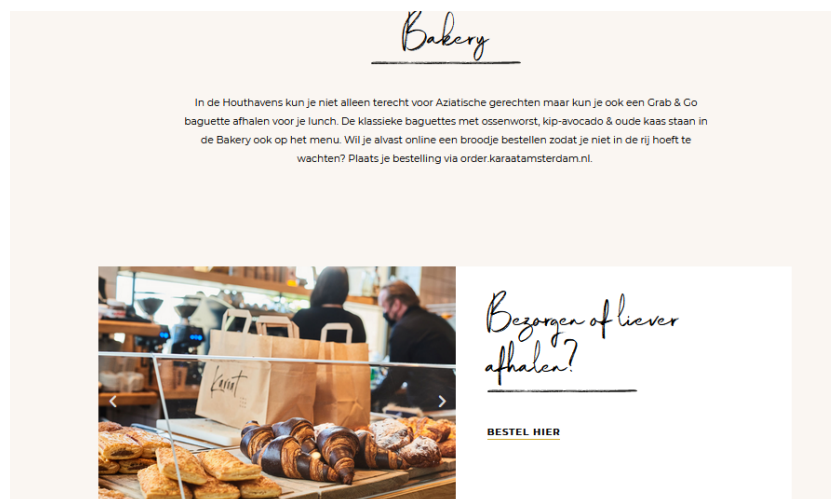 Bakery
In de Houthavens kun je niet alleen terecht voor Aziatische gerechten maar kun je ook een Grab & Go
baguette afhalen voor je lunch. De klassieke baguettes met ossenworst, kip-avocado & oude kaas staan in
de Bakery ook op het menu. Wil je alvast online een broodje bestellen zodat je niet in de rij hoeft te
wachten? Plaats je bestelling via order.karaatamsterdam.nl.
Bezorgen of liever
afhalen?
BESTEL HIER